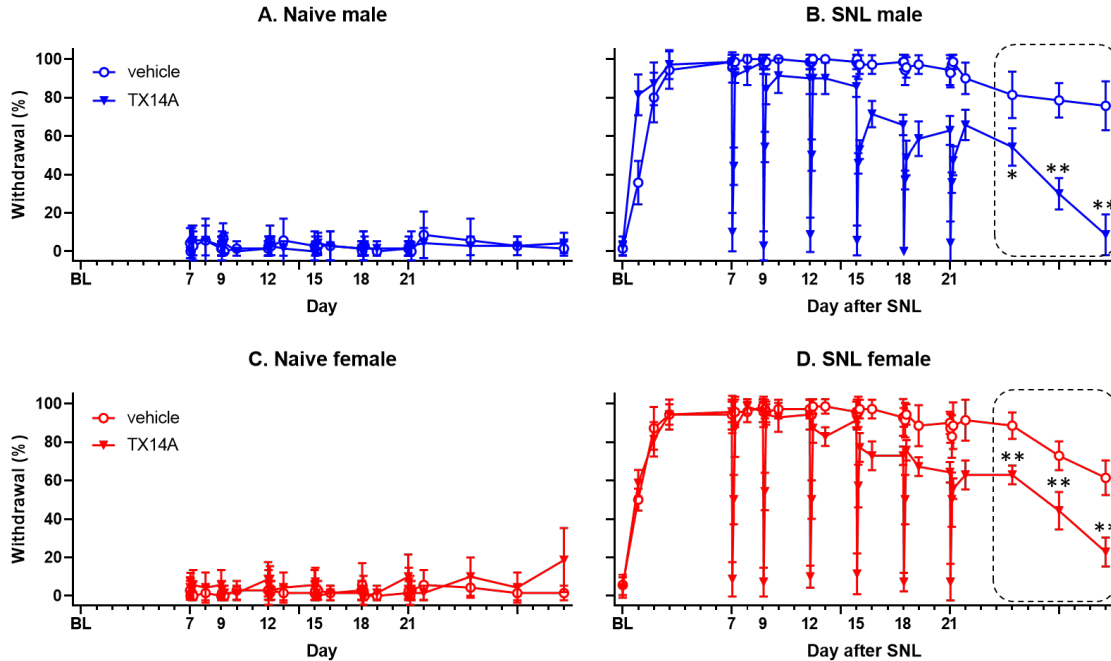 A. Naive male
Withdrawal (%)
100
80
60
40
20
0
vehicle
TX14A
BL 7 9 12 15 18 21
Day
B. SNL male
100
80
60
40
20
0
*
**
**
BL 7 9 12 15 18 21
Day after SNL
C. Naive female
Withdrawal (%)
100
80
60
40
20
0
vehicle
TX14A
BL 7 9 12 15 18 21
Day
D. SNL female
100
80
60
40
20
0
**
**
**
BL 7 9 12 15 18 21
Day after SNL